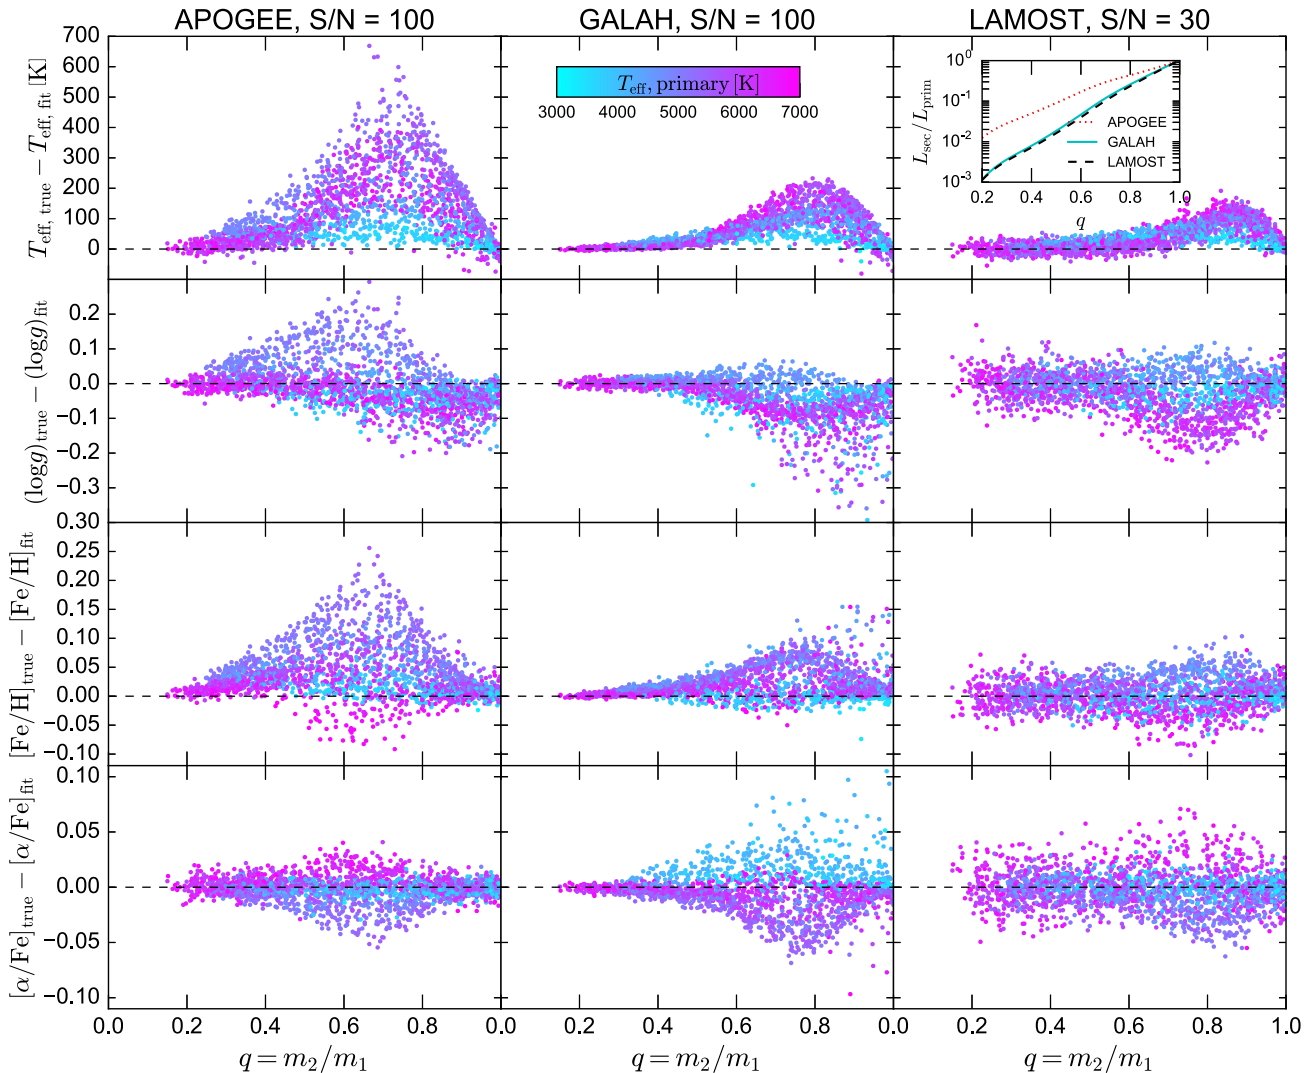 APOGEE, S/N = 100
GALAH, S/N = 100
LAMOST, S/N = 30
T_eff, true − T_eff, fit [K]
700
600
500
400
300
200
100
0
T_eff, primary [K]
3000 4000 5000 6000 7000
L_sec/L_prim
10^0
10^-1
10^-2
10^-3
APOGEE
GALAH
LAMOST
0.2 0.4 0.6 0.8 1.0
q
(log g)_true − (log g)_fit
0.2
0.1
0.0
−0.1
−0.2
−0.3
[Fe/H]_true − [Fe/H]_fit
0.30
0.25
0.20
0.15
0.10
0.05
0.00
−0.05
−0.10
[α/Fe]_true − [α/Fe]_fit
0.10
0.05
0.00
−0.05
−0.10
0.0 0.2 0.4 0.6 0.8 0.0 0.2 0.4 0.6 0.8 0.0 0.2 0.4 0.6 0.8 1.0
q = m_2/m_1
q = m_2/m_1
q = m_2/m_1